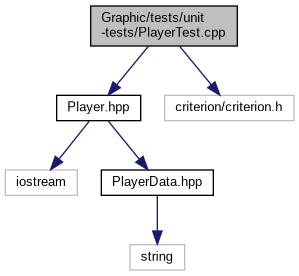 Graphic/tests/unit
-tests/PlayerTest.cpp
Player.hpp
criterion/criterion.h
iostream
PlayerData.hpp
string